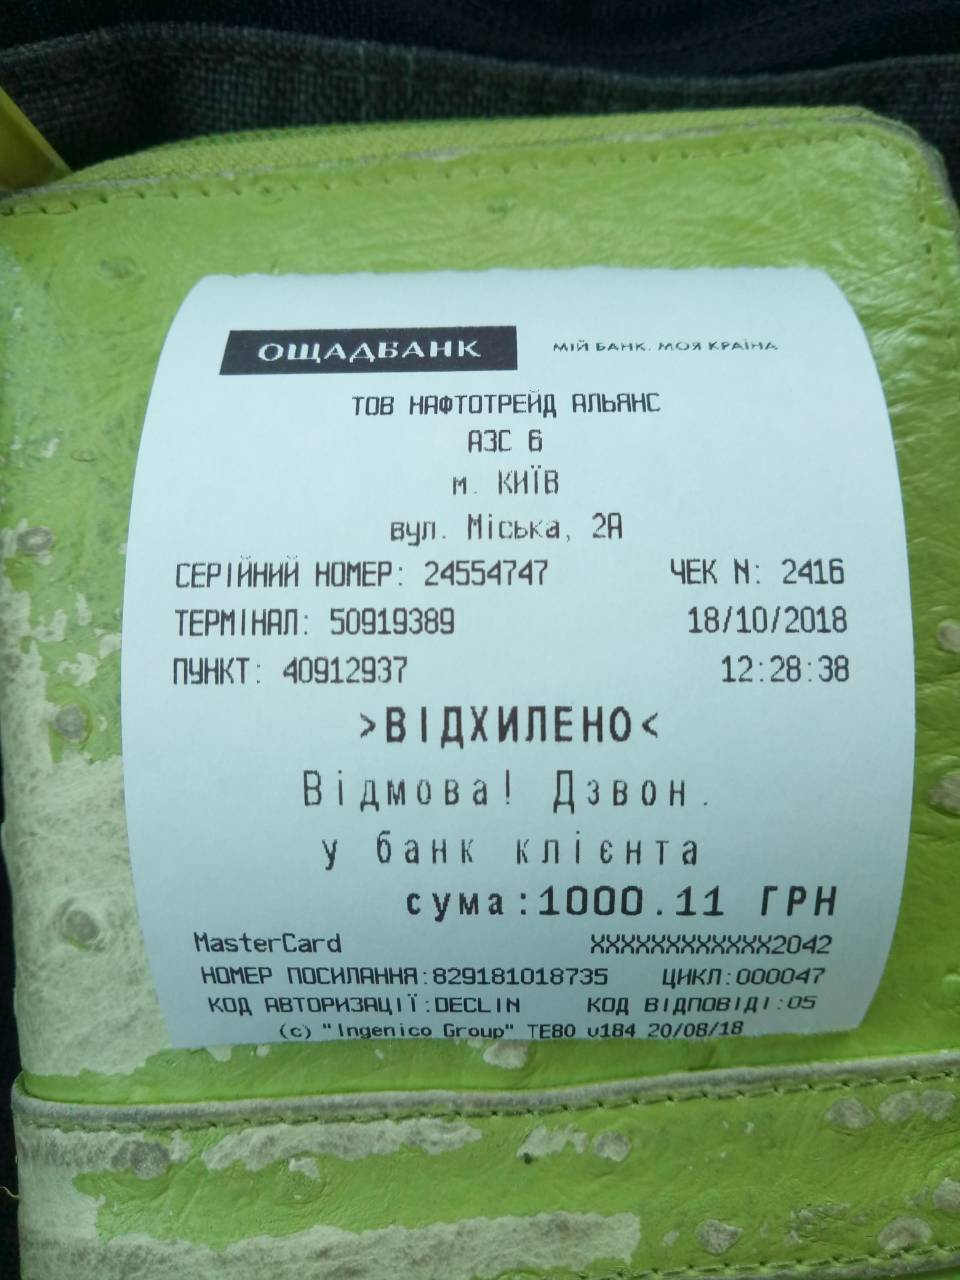 ОЩАДБАНК МІЙ БАНК. МОЯ КРАЇНА
ТОВ НАФТОТРЕЙД АЛЬЯНС
АЗС 6
м. КИЇВ
вул. Міська, 2А
СЕРІЙНИЙ НОМЕР: 24554747 ЧЕК N: 2416
ТЕРМІНАЛ: 50919389 18/10/2018
ПУНКТ: 40912937 12:28:38
>ВІДХИЛЕНО<
Відмова! Дзвон.
у банк клієнта
сума:1000.11 ГРН
MasterCard XXXXXXXXXXXX2042
НОМЕР ПОСИЛАННЯ:829181018735 ЦИКЛ:000047
КОД АВТОРИЗАЦІЇ:DECLIN КОД ВІДПОВІДІ:05
(c) "Ingenico Group" TE80 v184 20/08/18